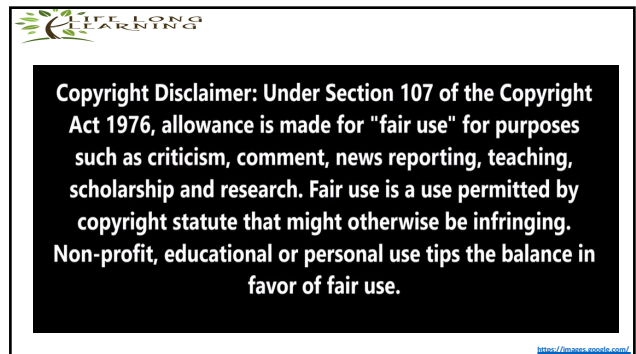 LIFE LONG
LEARNING
Copyright Disclaimer: Under Section 107 of the Copyright
Act 1976, allowance is made for "fair use" for purposes
such as criticism, comment, news reporting, teaching,
scholarship and research. Fair use is a use permitted by
copyright statute that might otherwise be infringing.
Non-profit, educational or personal use tips the balance in
favor of fair use.
https://images.google.com/